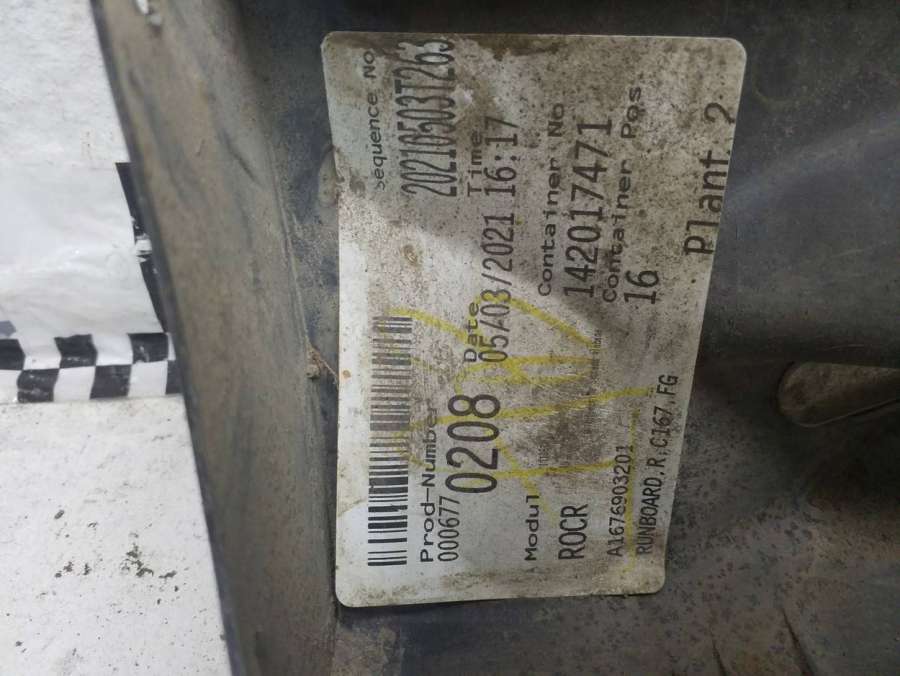 Sequence No
20210503T263
Prod-Number
000677
0208
Date
Time
05/03/2021 16:17
Modul
Container No
ROCR
142017471
Container Pgs
A1676903201
16
RUNBOARD,R,C167,FG
Plant 2